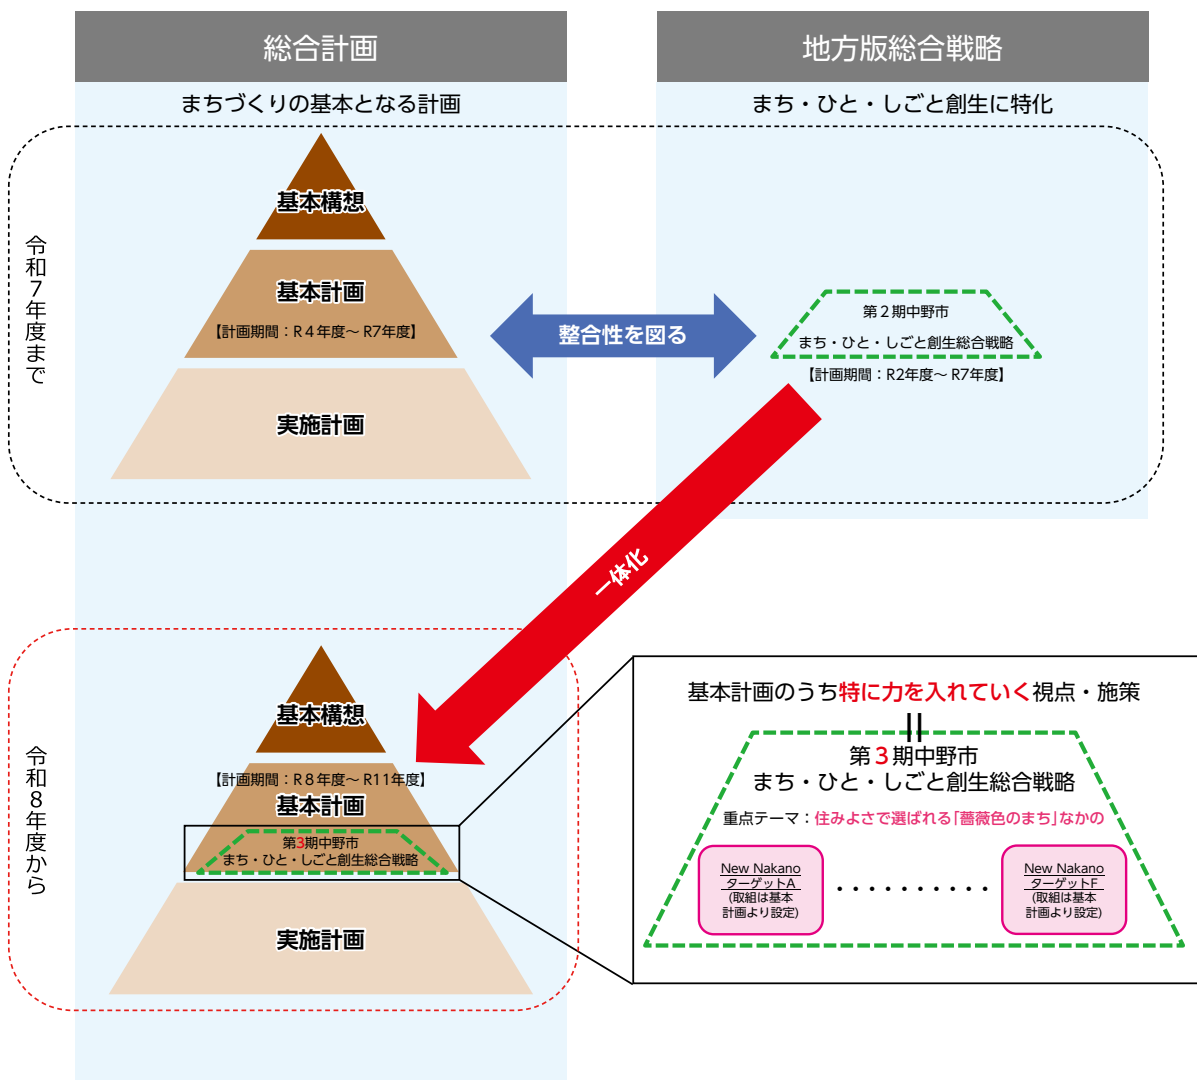 総合計画
地方版総合戦略
まちづくりの基本となる計画
まち・ひと・しごと創生に特化
令和7年度まで
基本構想
基本計画
【計画期間：R４年度～R7年度】
実施計画
整合性を図る
第２期中野市
まち・ひと・しごと創生総合戦略
【計画期間：R2年度～R7年度】
一体化
令和8年度から
基本構想
【計画期間：R８年度～R11年度】
基本計画
第3期中野市
まち・ひと・しごと創生総合戦略
実施計画
基本計画のうち特に力を入れていく視点・施策
第３期中野市
まち・ひと・しごと創生総合戦略
重点テーマ：住みよさで選ばれる「薔薇色のまち」なかの
New Nakano
ターゲットA
(取組は基本
計画より設定)
・・・・・・・・・・
New Nakano
ターゲットF
(取組は基本
計画より設定)